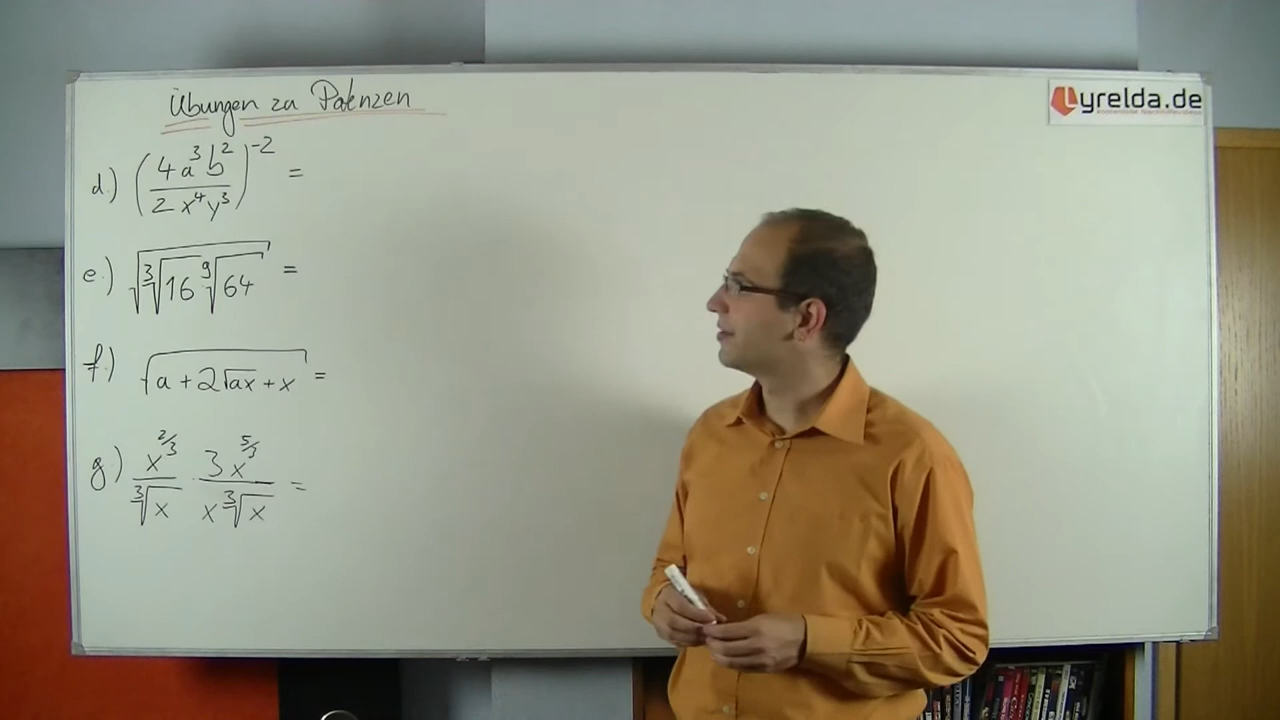 Übungen zu Potenzen
lyrelda.de
d.) (4a³b² / 2x⁴y³)⁻² =
e.) √(∛(16 ⁹√64)) =
f.) √(a + 2√ax + x) =
g.) x^(2/3) / ∛x · 3x^(5/3) / x∛x =